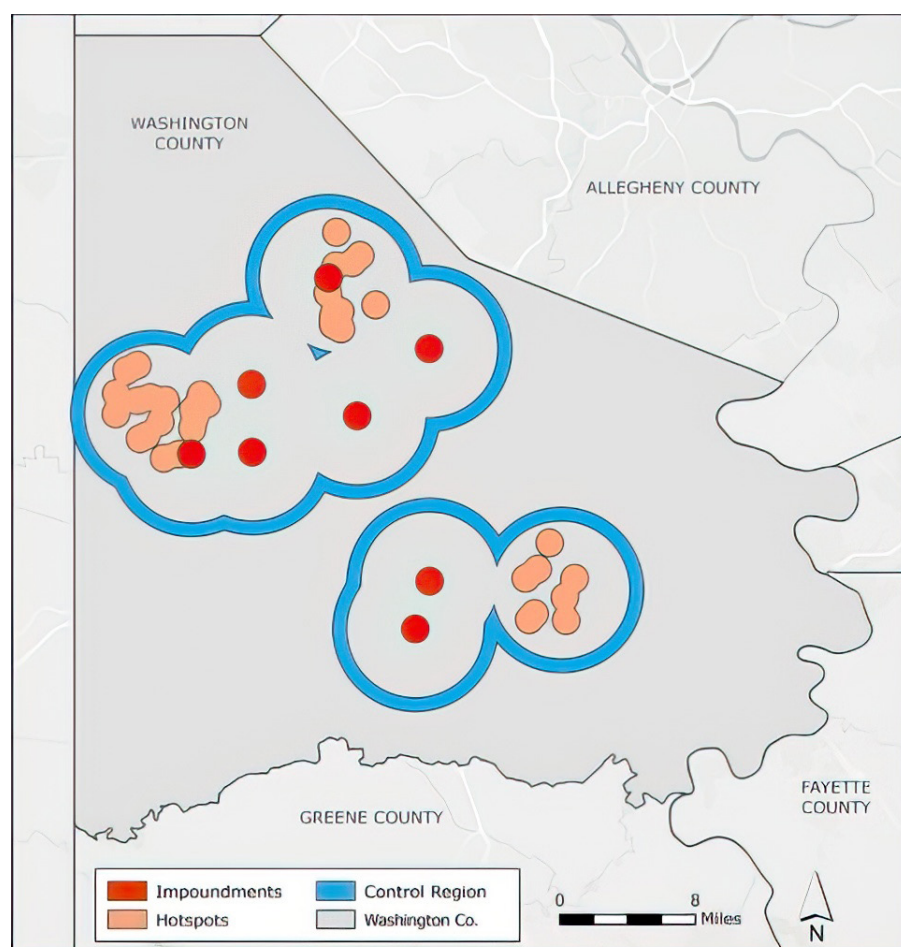 WASHINGTON
COUNTY
ALLEGHENY COUNTY
FAYETTE
COUNTY
GREENE COUNTY
Impoundments
Control Region
Hotspots
Washington Co.
0 8
Miles
N